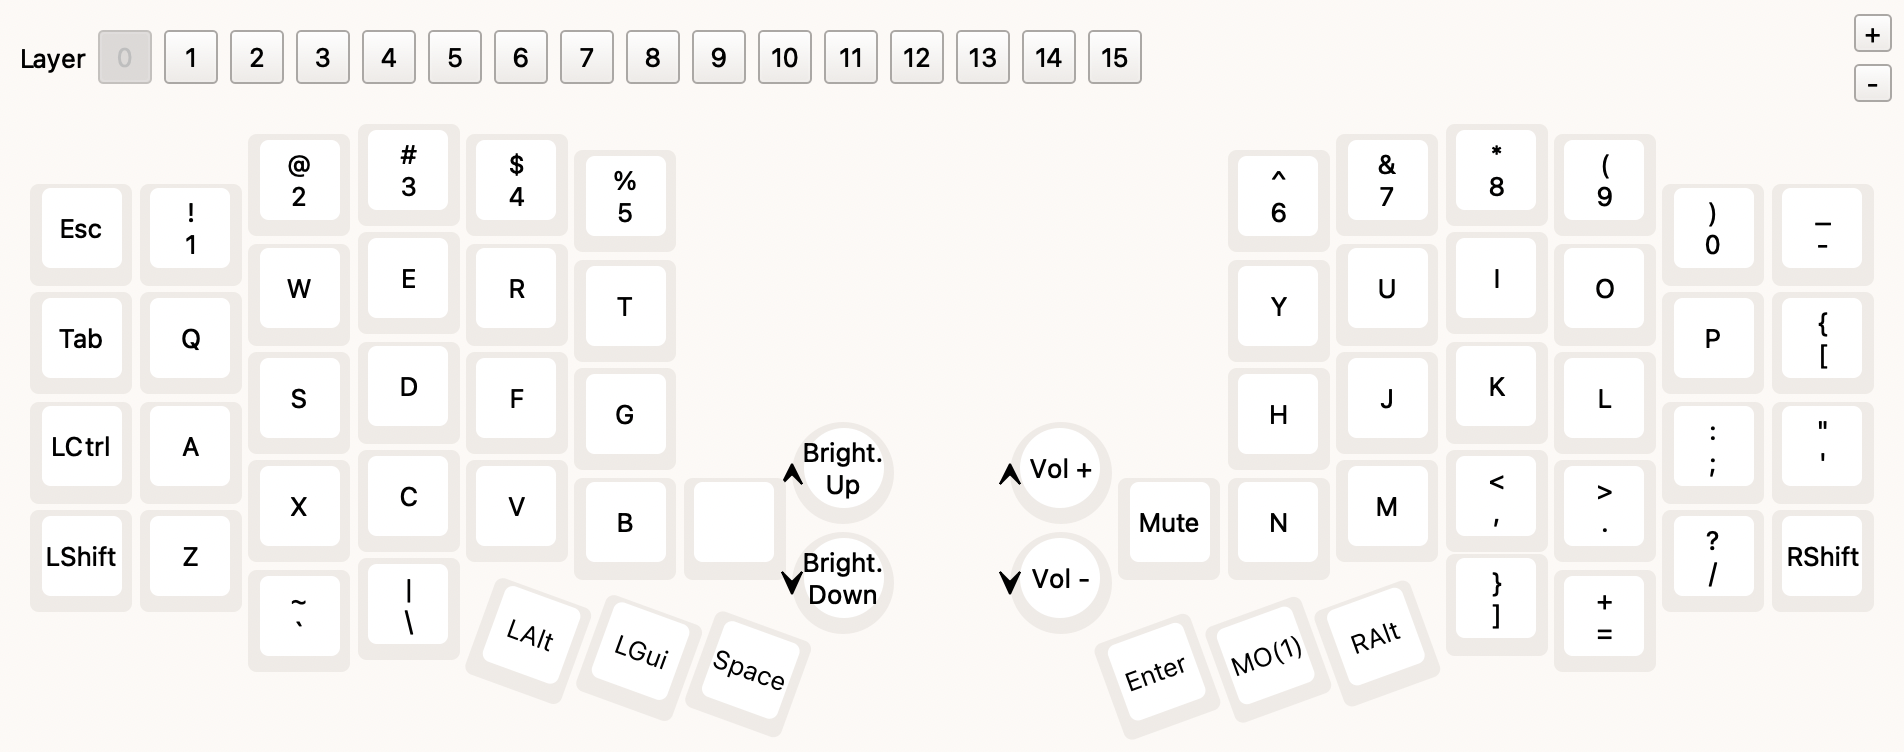 Layer 0 1 2 3 4 5 6 7 8 9 10 11 12 13 14 15 +
-
Esc ! 1 @ 2 # 3 $ 4 % 5 ^ 6 & 7 * 8 ( 9 ) 0 _ -
Tab Q W E R T Y U I O P { [
LCtrl A S D F G H J K L : ; " '
LShift Z X C V B Mute N M < , > . ? / RShift
Bright. Up Vol +
Bright. Down Vol -
~ ` | \ LAlt LGui Space Enter MO(1) RAlt } ] + =